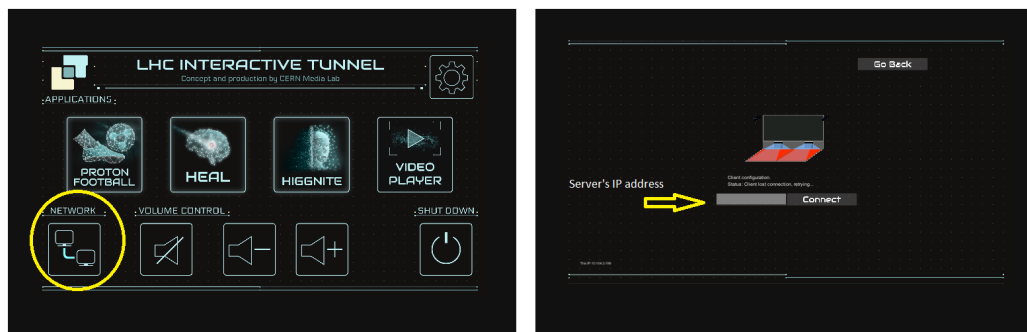 LHC INTERACTIVE TUNNEL
Concept and production by CERN Media Lab
APPLICATIONS
PROTON FOOTBALL
HEAL
HIGGNITE
VIDEO PLAYER
NETWORK
VOLUME CONTROL
SHUT DOWN
Go Back
Client configuration.
Status: Client lost connection, retrying...
Server's IP address
Connect